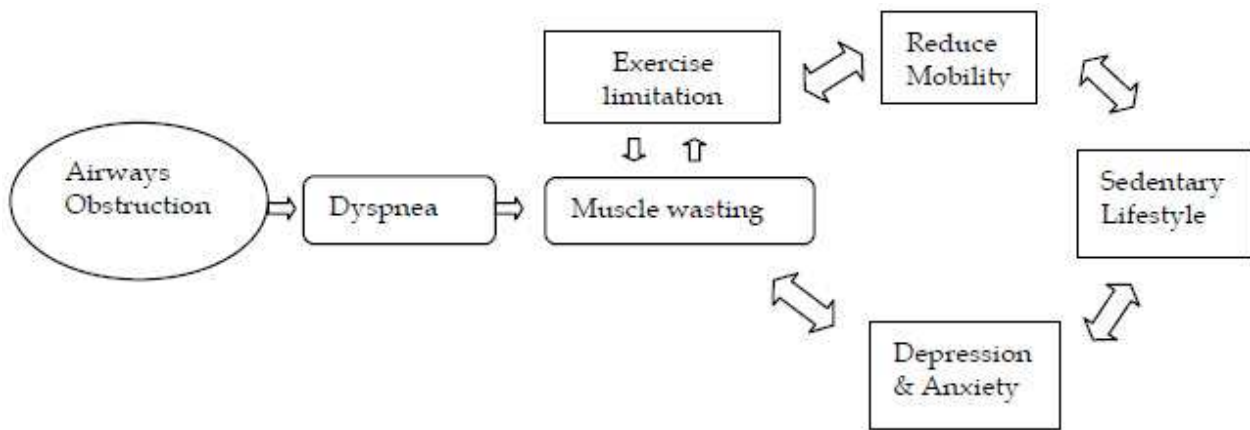 Exercise
limitation
Reduce
Mobility
Airways
Obstruction
Dyspnea
Muscle wasting
Sedentary
Lifestyle
Depression
& Anxiety